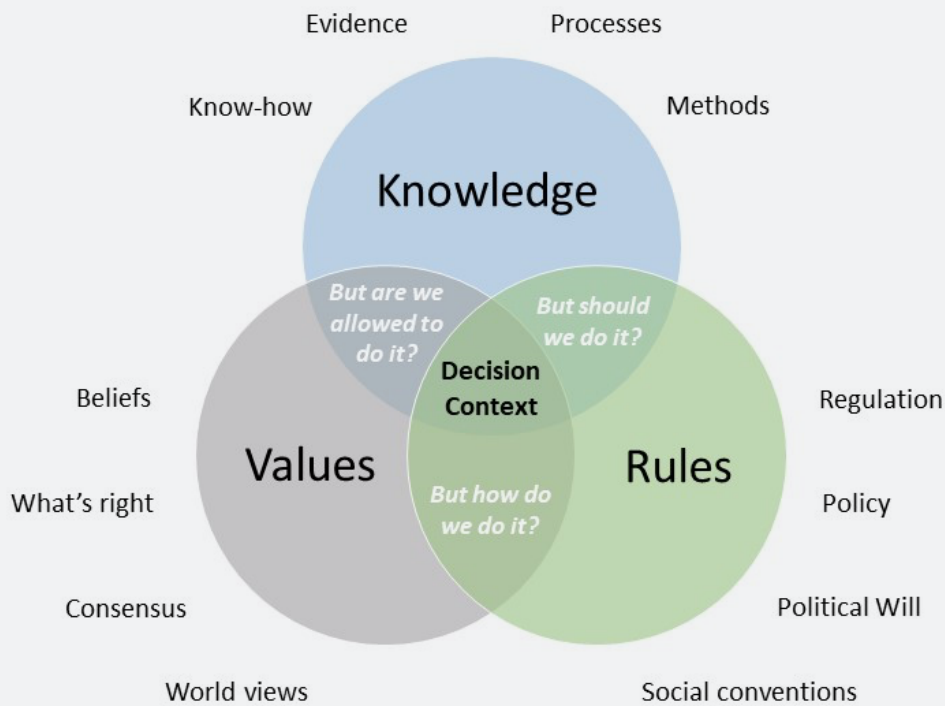 Evidence
Processes
Know-how
Methods
Knowledge
But are we
allowed to
do it?
But should
we do it?
Decision
Context
Beliefs
Regulation
Values
Rules
What's right
But how do
we do it?
Policy
Consensus
Political Will
World views
Social conventions